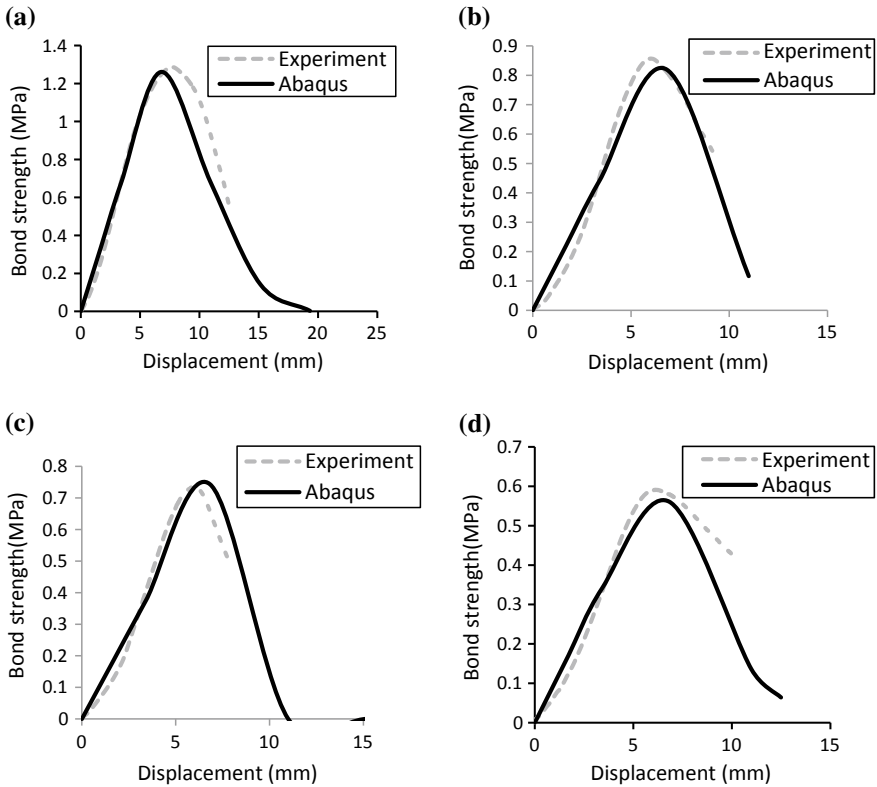 (a)
Experiment
Abaqus
Bond strength (MPa)
1.4
1.2
1
0.8
0.6
0.4
0.2
0
0 5 10 15 20 25
Displacement (mm)
(b)
Experiment
Abaqus
Bond strength(MPa)
0.9
0.8
0.7
0.6
0.5
0.4
0.3
0.2
0.1
0
0 5 10 15
Displacement (mm)
(c)
Experiment
Abaqus
Bond strength(MPa)
0.8
0.7
0.6
0.5
0.4
0.3
0.2
0.1
0
0 5 10 15
Displacement (mm)
(d)
Experiment
Abaqus
Bond strength(MPa)
0.7
0.6
0.5
0.4
0.3
0.2
0.1
0
0 5 10 15
Displacement (mm)